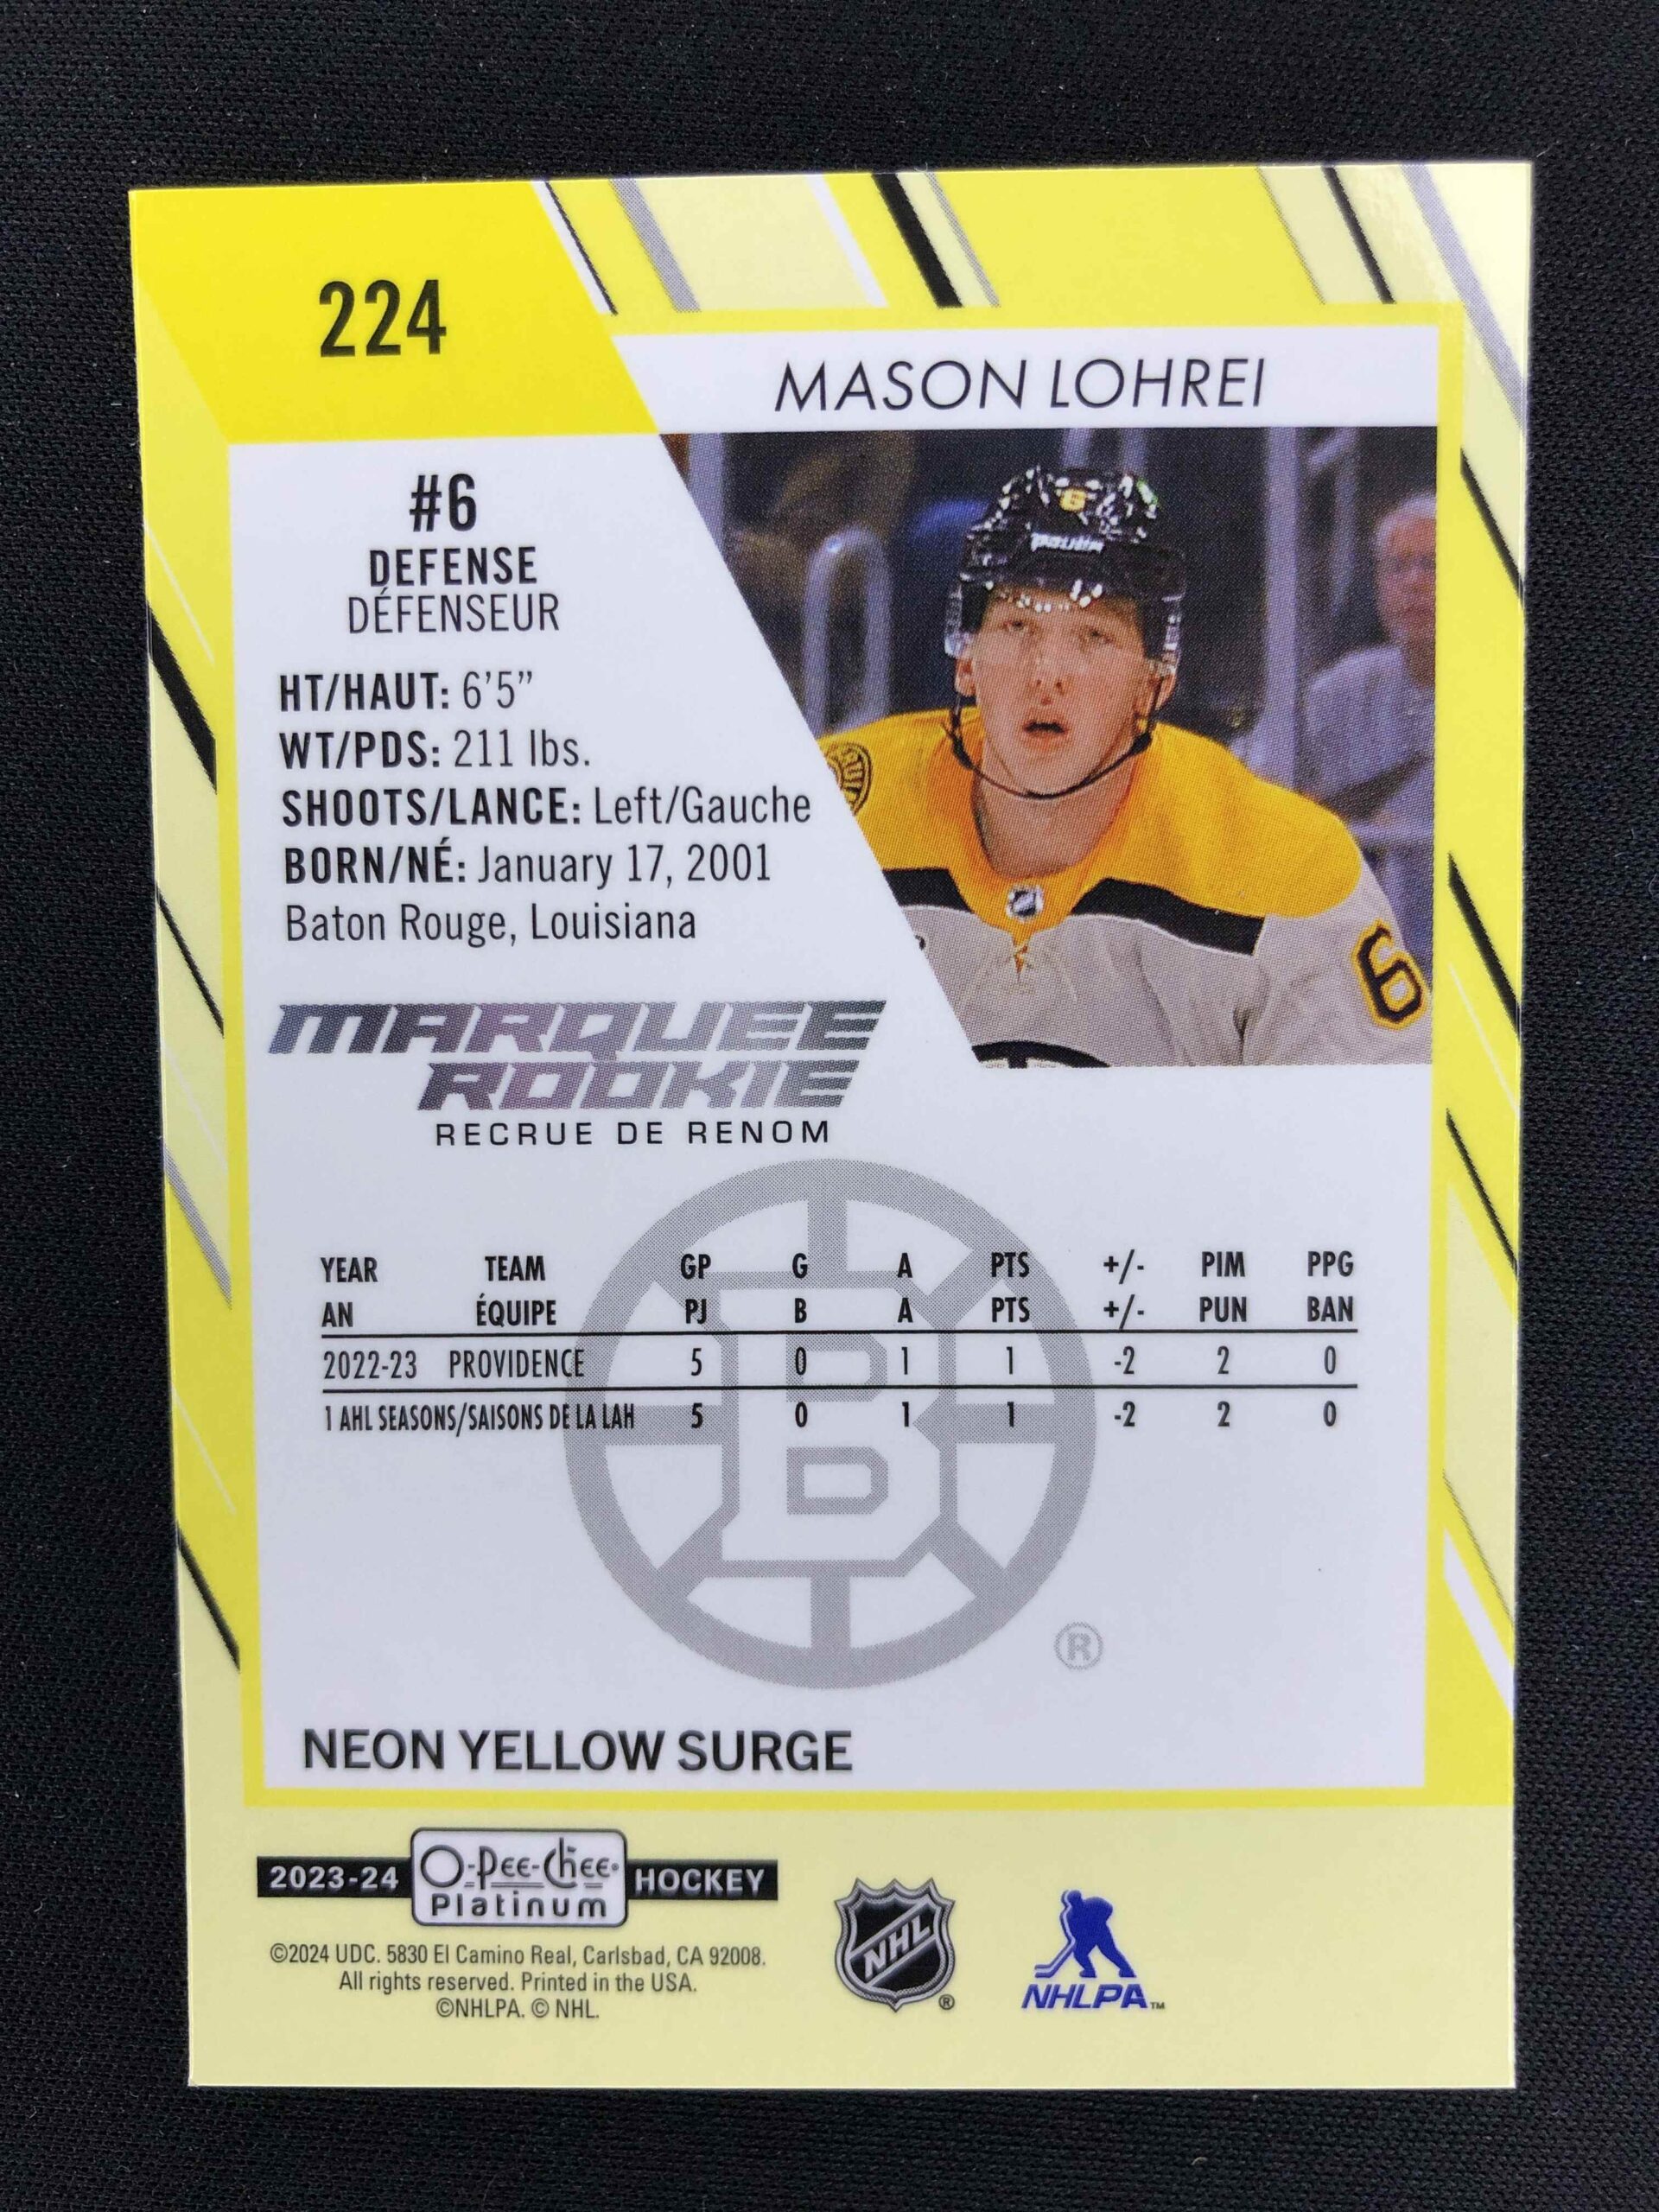 224
MASON LOHREI
#6
DEFENSE
DÉFENSEUR
HT/HAUT: 6'5"
WT/PDS: 211 lbs.
SHOOTS/LANCE: Left/Gauche
BORN/NÉ: January 17, 2001
Baton Rouge, Louisiana
6
BAUER
6
MARQUEE
ROOKIE
RECRUE DE RENOM
YEAR TEAM GP G A PTS +/- PIM PPG
AN ÉQUIPE PJ B A PTS +/- PUN BAN
2022-23 PROVIDENCE 5 0 1 1 -2 2 0
1 AHL SEASONS/SAISONS DE LA LAH 5 0 1 1 -2 2 0
B
®
NEON YELLOW SURGE
2023-24 O-Pee-Chee® HOCKEY
Platinum
©2024 UDC. 5830 El Camino Real, Carlsbad, CA 92008.
All rights reserved. Printed in the USA.
©NHLPA. © NHL.
NHL ®
NHLPA™